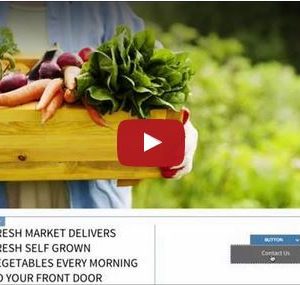 RESH MARKET DELIVERS
RESH SELF GROWN
EGETABLES EVERY MORNING
O YOUR FRONT DOOR
BUTTON
Contact Us